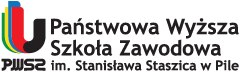 Państwowa Wyższa
Szkoła Zawodowa
PWSZ im. Stanisława Staszica w Pile